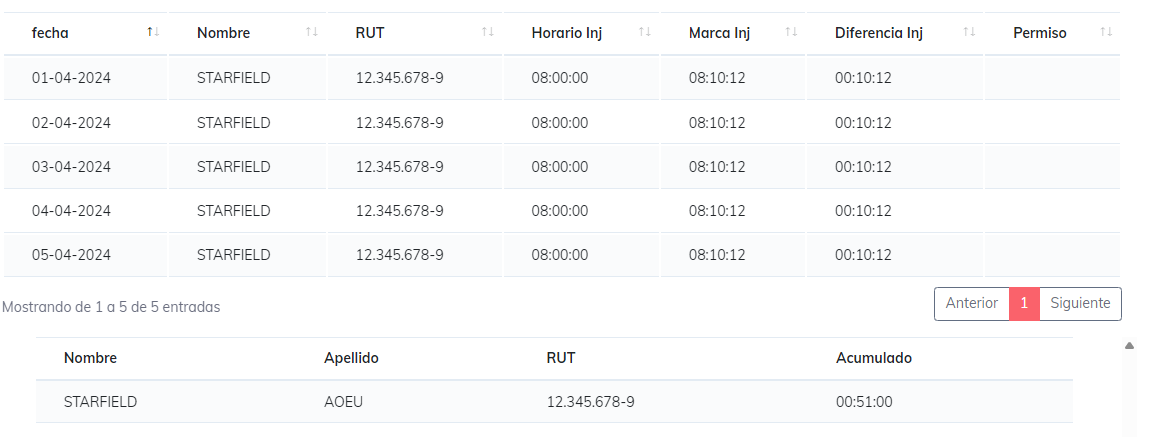 fecha Nombre RUT Horario Inj Marca Inj Diferencia Inj Permiso
01-04-2024 STARFIELD 12.345.678-9 08:00:00 08:10:12 00:10:12
02-04-2024 STARFIELD 12.345.678-9 08:00:00 08:10:12 00:10:12
03-04-2024 STARFIELD 12.345.678-9 08:00:00 08:10:12 00:10:12
04-04-2024 STARFIELD 12.345.678-9 08:00:00 08:10:12 00:10:12
05-04-2024 STARFIELD 12.345.678-9 08:00:00 08:10:12 00:10:12
Mostrando de 1 a 5 de 5 entradas
Anterior 1 Siguiente
Nombre Apellido RUT Acumulado
STARFIELD AOEU 12.345.678-9 00:51:00